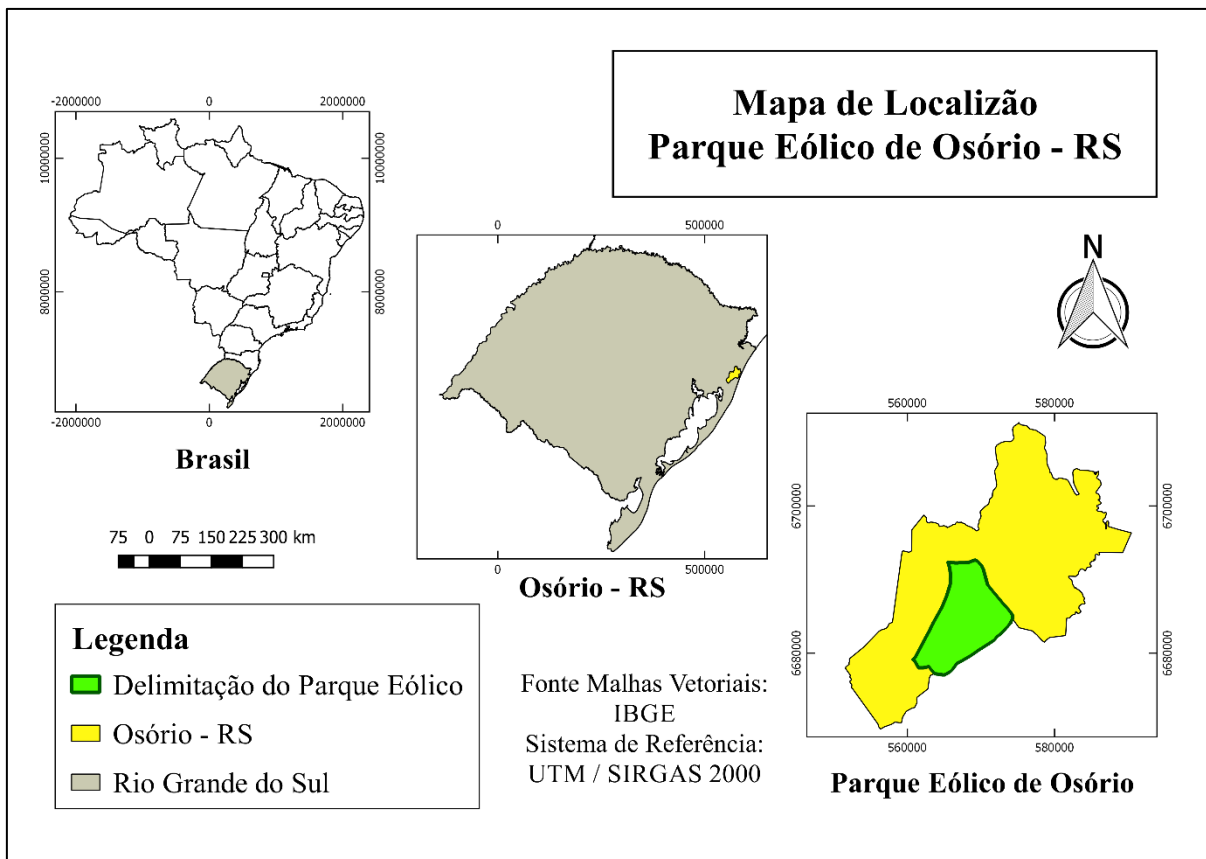 Mapa de Localizão
Parque Eólico de Osório - RS
-2000000 0 2000000
10000000 10000000
8000000 8000000
-2000000 0 2000000
Brasil
75 0 75 150 225 300 km
0 500000
0 500000
Osório - RS
N
560000 580000
6700000 6700000
6680000 6680000
560000 580000
Parque Eólico de Osório
Legenda
Delimitação do Parque Eólico
Osório - RS
Rio Grande do Sul
Fonte Malhas Vetoriais:
IBGE
Sistema de Referência:
UTM / SIRGAS 2000